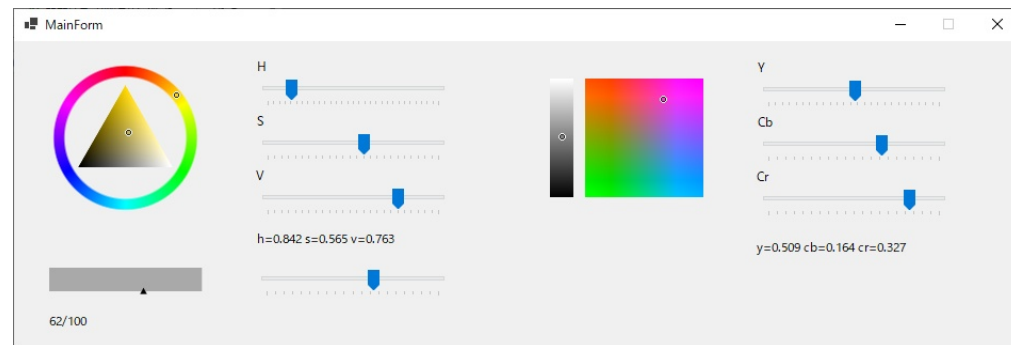 MainForm
H
S
V
h=0.842 s=0.565 v=0.763
62/100
Y
Cb
Cr
y=0.509 cb=0.164 cr=0.327